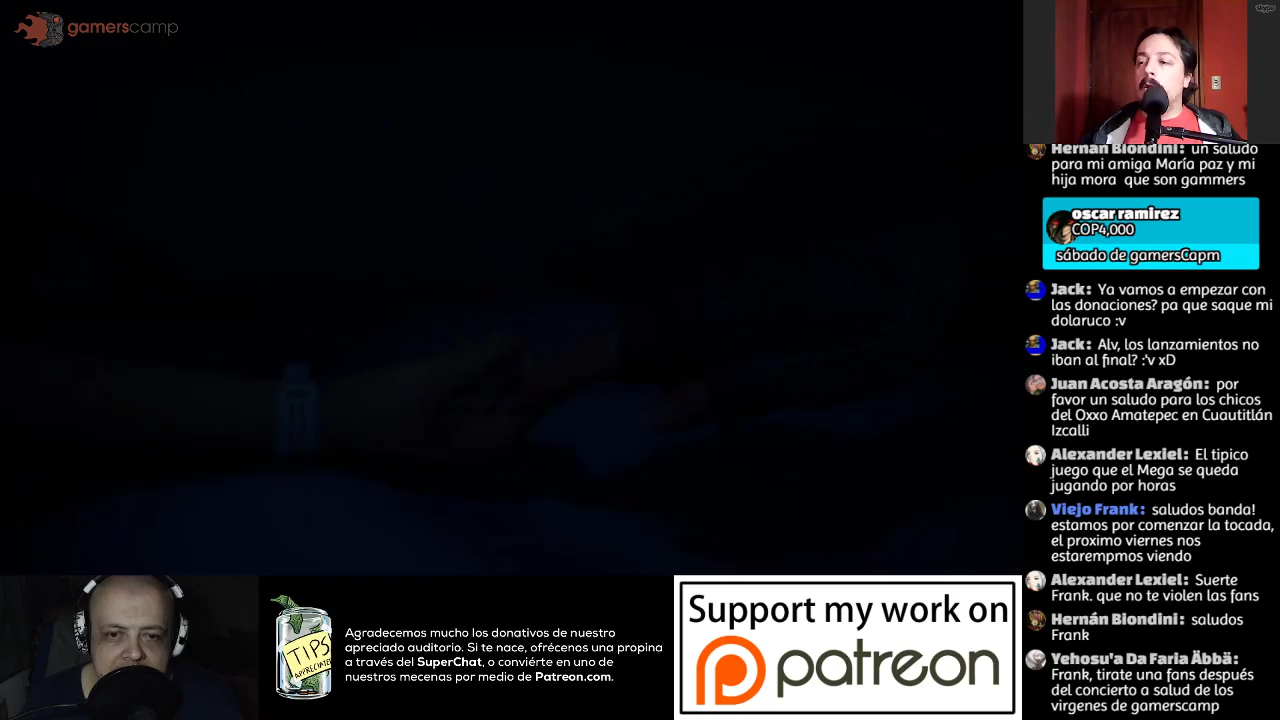 gamerscamp
skype
Hernán Biondini: un saludo
para mi amiga María paz y mi
hija mora que son gammers
oscar ramirez
COP4,000
sábado de gamersCapm
Jack: Ya vamos a empezar con
las donaciones? pa que saque mi
dolaruco :v
Jack: Alv, los lanzamientos no
iban al final? :'v xD
Juan Acosta Aragón: por
favor un saludo para los chicos
del Oxxo Amatepec en Cuautitlán
Izcalli
Alexander Lexiel: El tipico
juego que el Mega se queda
jugando por horas
Viejo Frank: saludos banda!
estamos por comenzar la tocada,
el proximo viernes nos
estarempmos viendo
Alexander Lexiel: Suerte
Frank. que no te violen las fans
Hernán Biondini: saludos
Frank
Yehosu'a Da Faria Äbbä:
Frank, tirate una fans después
del concierto a salud de los
virgenes de gamerscamp
TIPS
APPRECIATED
Agradecemos mucho los donativos de nuestro
apreciado auditorio. Si te nace, ofrécenos una propina
a través del SuperChat, o conviérte en uno de
nuestros mecenas por medio de Patreon.com.
Support my work on
patreon